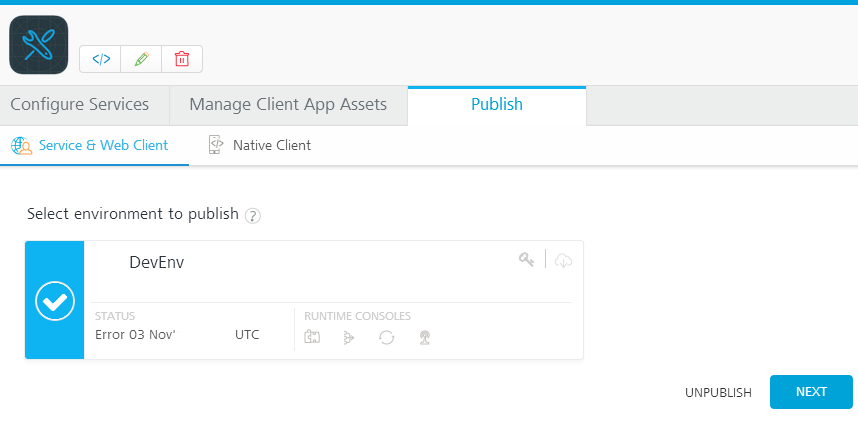 </>
Configure Services Manage Client App Assets Publish
Service & Web Client </> Native Client
Select environment to publish ?
DevEnv
STATUS RUNTIME CONSOLES
Error 03 Nov' UTC
UNPUBLISH NEXT